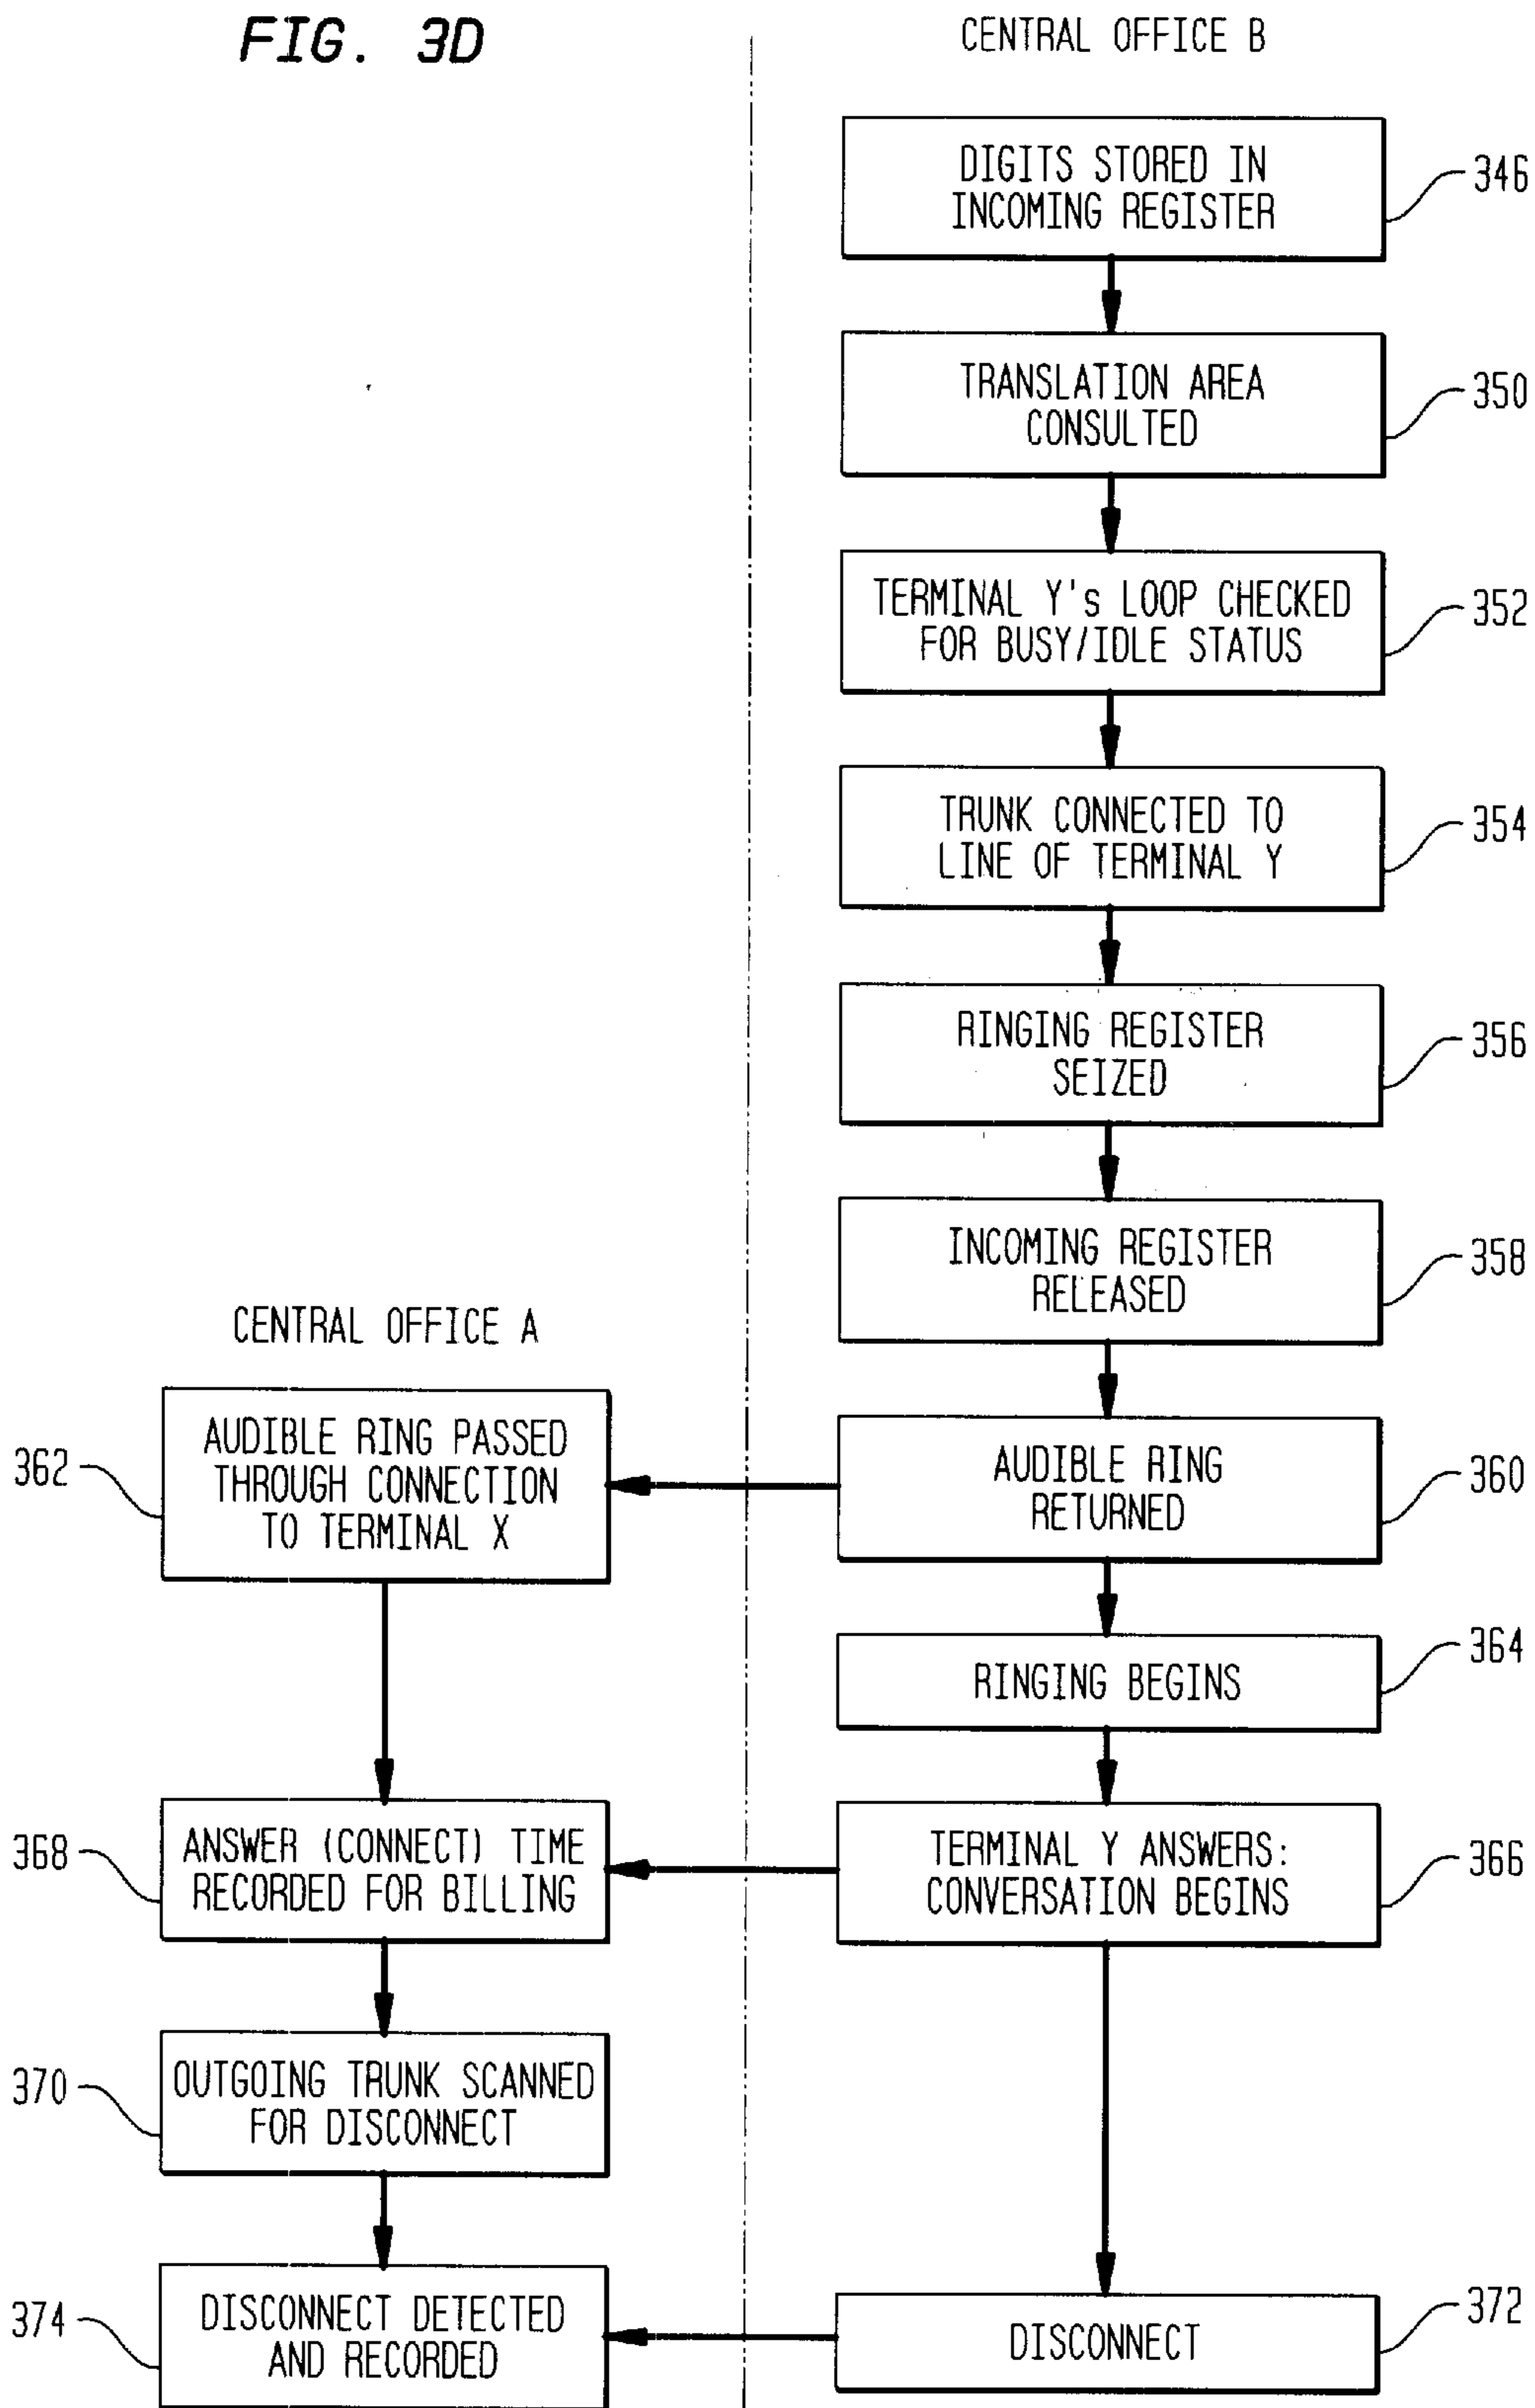 FIG. 3D
CENTRAL OFFICE B
DIGITS STORED IN
INCOMING REGISTER
346
TRANSLATION AREA
CONSULTED
350
TERMINAL Y's LOOP CHECKED
FOR BUSY/IDLE STATUS
352
TRUNK CONNECTED TO
LINE OF TERMINAL Y
354
RINGING REGISTER
SEIZED
356
INCOMING REGISTER
RELEASED
358
CENTRAL OFFICE A
362
AUDIBLE RING PASSED
THROUGH CONNECTION
TO TERMINAL X
AUDIBLE RING
RETURNED
360
RINGING BEGINS
364
368
ANSWER (CONNECT) TIME
RECORDED FOR BILLING
TERMINAL Y ANSWERS:
CONVERSATION BEGINS
366
370
OUTGOING TRUNK SCANNED
FOR DISCONNECT
374
DISCONNECT DETECTED
AND RECORDED
DISCONNECT
372